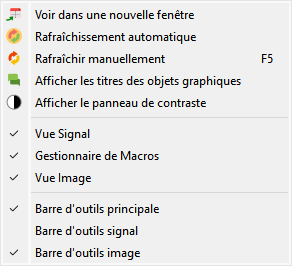 Voir dans une nouvelle fenêtre
Rafraîchissement automatique
Rafraîchir manuellement F5
Afficher les titres des objets graphiques
Afficher le panneau de contraste
Vue Signal
Gestionnaire de Macros
Vue Image
Barre d'outils principale
Barre d'outils signal
Barre d'outils image